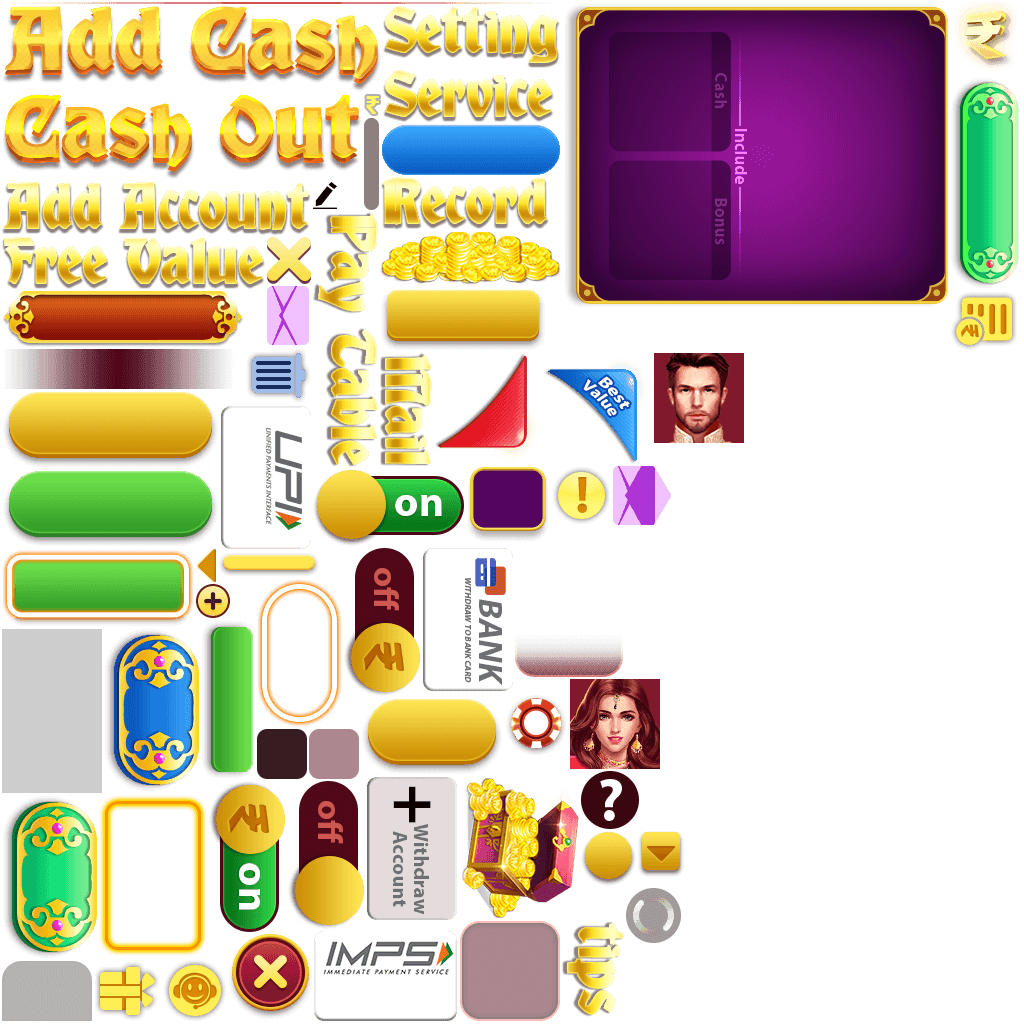 Add Cash
Setting
Cash Out
Service
Cash
Include
Bonus
Add Account
Record
Free Value
Pay Table
Mail
Best
Value
UPI
UNIFIED PAYMENTS INTERFACE
on
off
BANK
WITHDRAW TO BANK CARD
?
on
off
Withdraw
Account
IMPS
IMMEDIATE PAYMENT SERVICE
tips